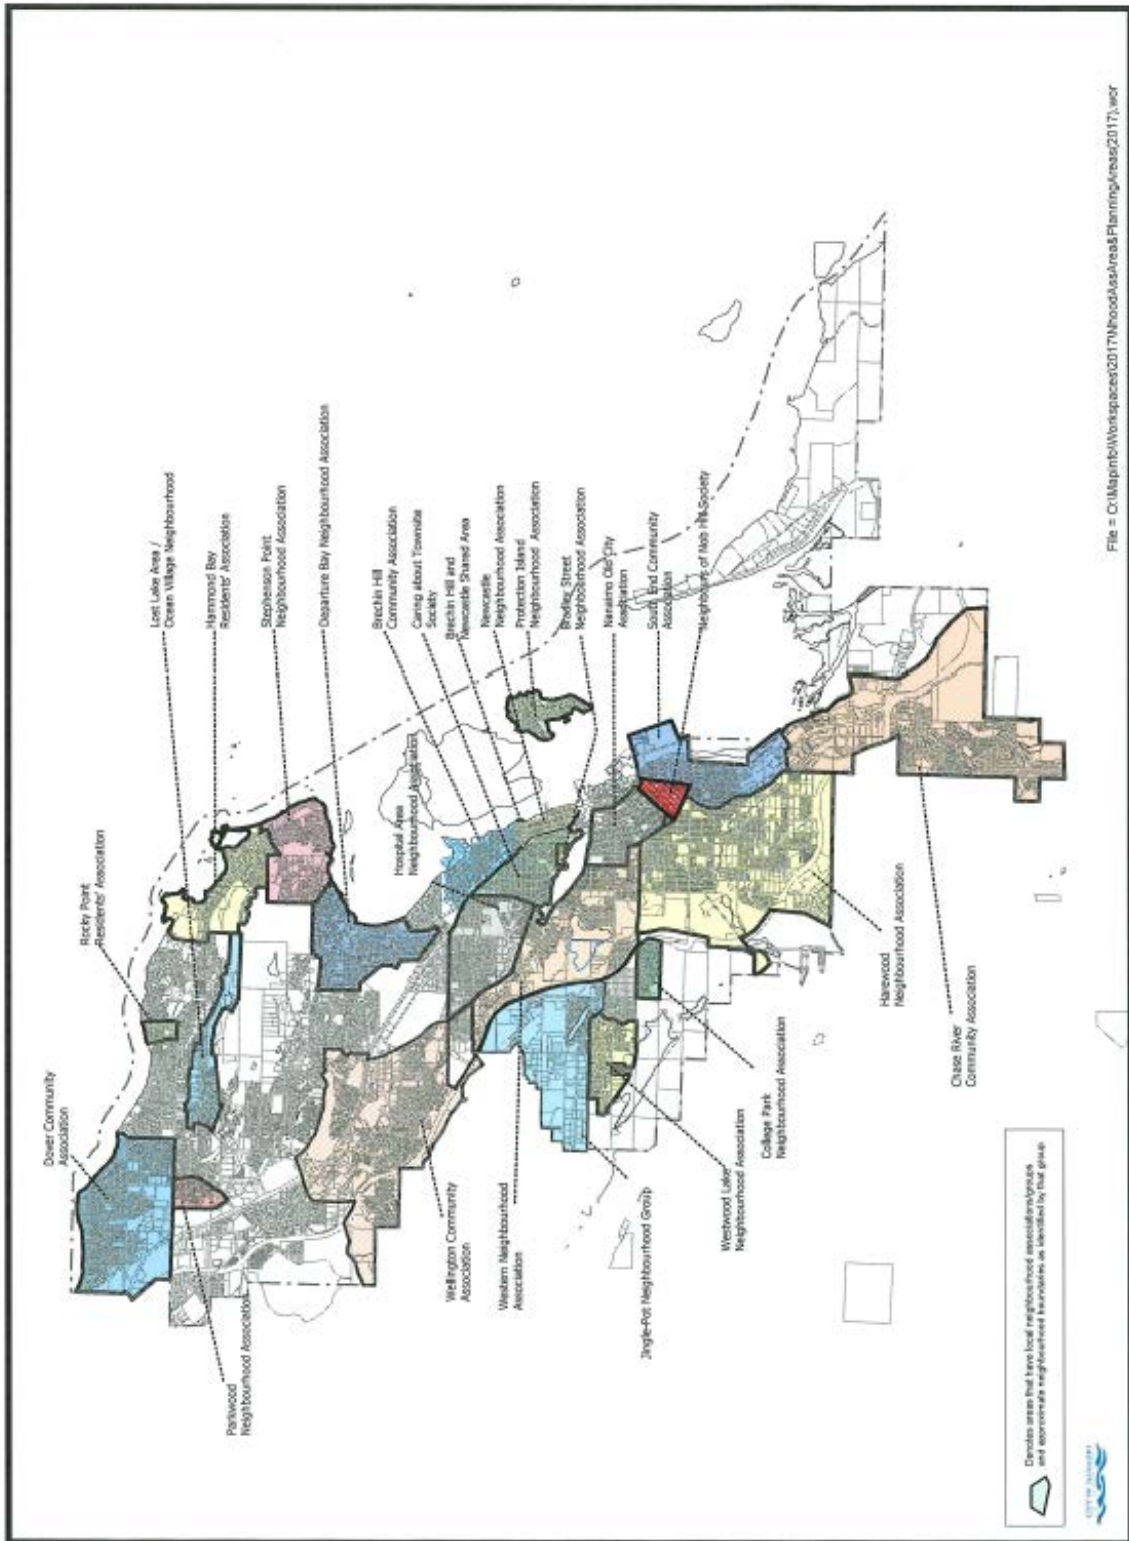 Dover Community
Association
Rocky Point
Residents' Association
Lost Lake Area /
Ocean Village Neighbourhood
Hammond Bay
Residents' Association
Stephenson Point
Neighbourhood Association
Departure Bay Neighbourhood Association
Brechin Hill
Community Association
Caring about Townsite
Society
Brechin Hill and
Newcastle Shared Area
Newcastle
Neighbourhood Association
Protection Island
Neighbourhood Association
Bradley Street
Neighbourhood Association
Nanaimo Old City
Association
South End Community
Association
Neighbours of Nob Hill Society
Hospital Area
Neighbourhood Association
Parkwood
Neighbourhood Association
Wellington Community
Association
Western Neighbourhood
Association
Jingle-Pot Neighbourhood Group
Westwood Lake
Neighbourhood Association
College Park
Neighbourhood Association
Harewood
Neighbourhood Association
Chase River
Community Association
Denotes areas that have local neighbourhood associations/groups
and approximate neighbourhood boundaries as identified by that group
CITY OF NANAIMO
File = C:\Mapinfo\Workspaces\2017\NhoodAssArea&PlanningAreas(2017).wor